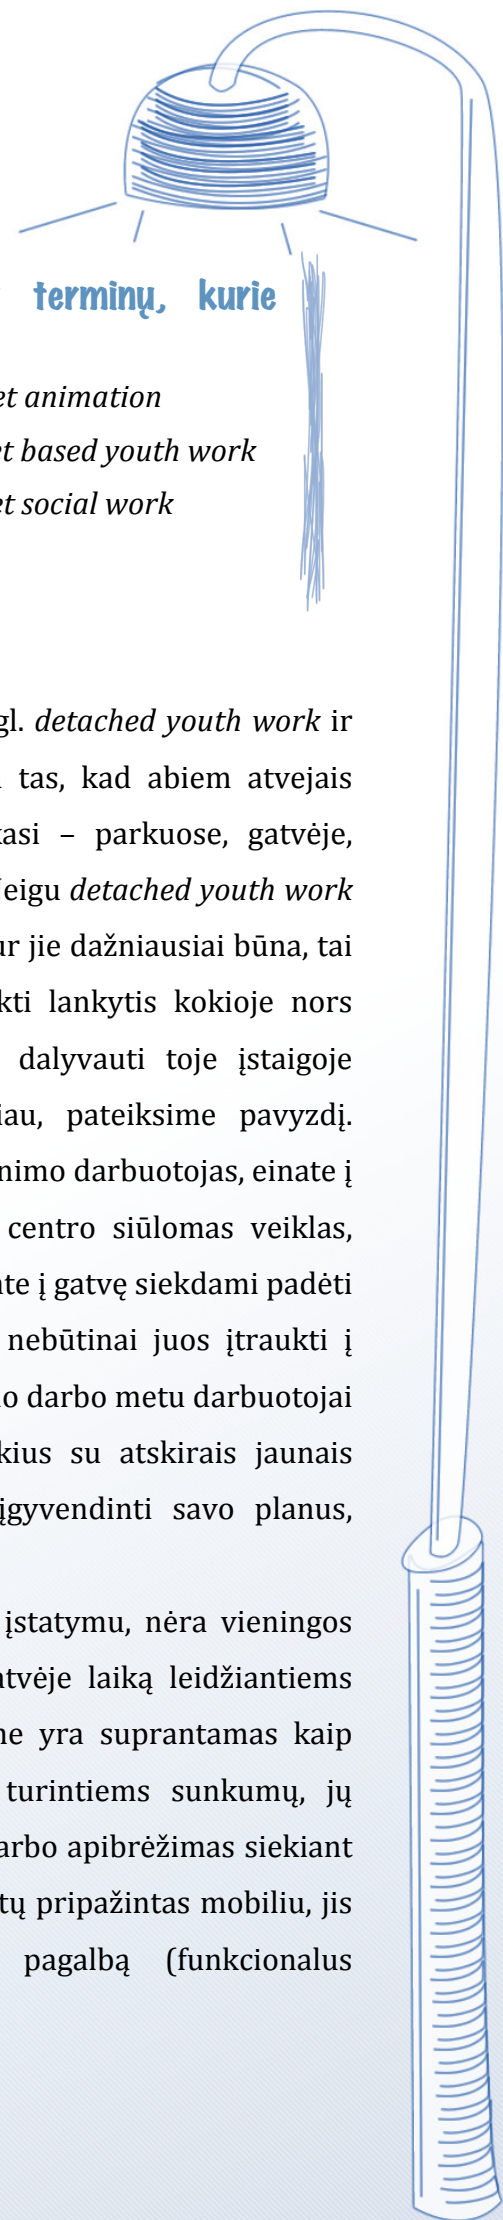 terminų, kurie
et animation
et based youth work
et social work
gl. detached youth work ir
tas, kad abiem atvejais
kasi – parkuose, gatvėje,
Jeigu detached youth work
ur jie dažniausiai būna, tai
kti lankytis kokioje nors
dalyvauti toje įstaigoje
iau, pateiksime pavyzdį.
nimo darbuotojas, einate į
centro siūlomas veiklas,
ate į gatvę siekdami padėti
nebūtinai juos įtraukti į
io darbo metu darbuotojai
kius su atskirais jaunais
įgyvendinti savo planus,
įstatymu, nėra vieningos
atvėje laiką leidžiantiems
me yra suprantamas kaip
turintiems sunkumų, jų
arbo apibrėžimas siekiant
tų pripažintas mobiliu, jis
pagalbą (funkcionalus